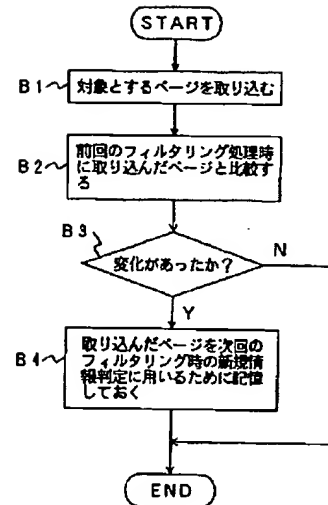 START
B1
対象とするページを取り込む
B2
前回のフィルタリング処理時
に取り込んだページと比較す
る
B3
変化があったか?
N
Y
B4
取り込んだページを次回の
フィルタリング時の新規情
報判定に用いるために記憶
しておく
END